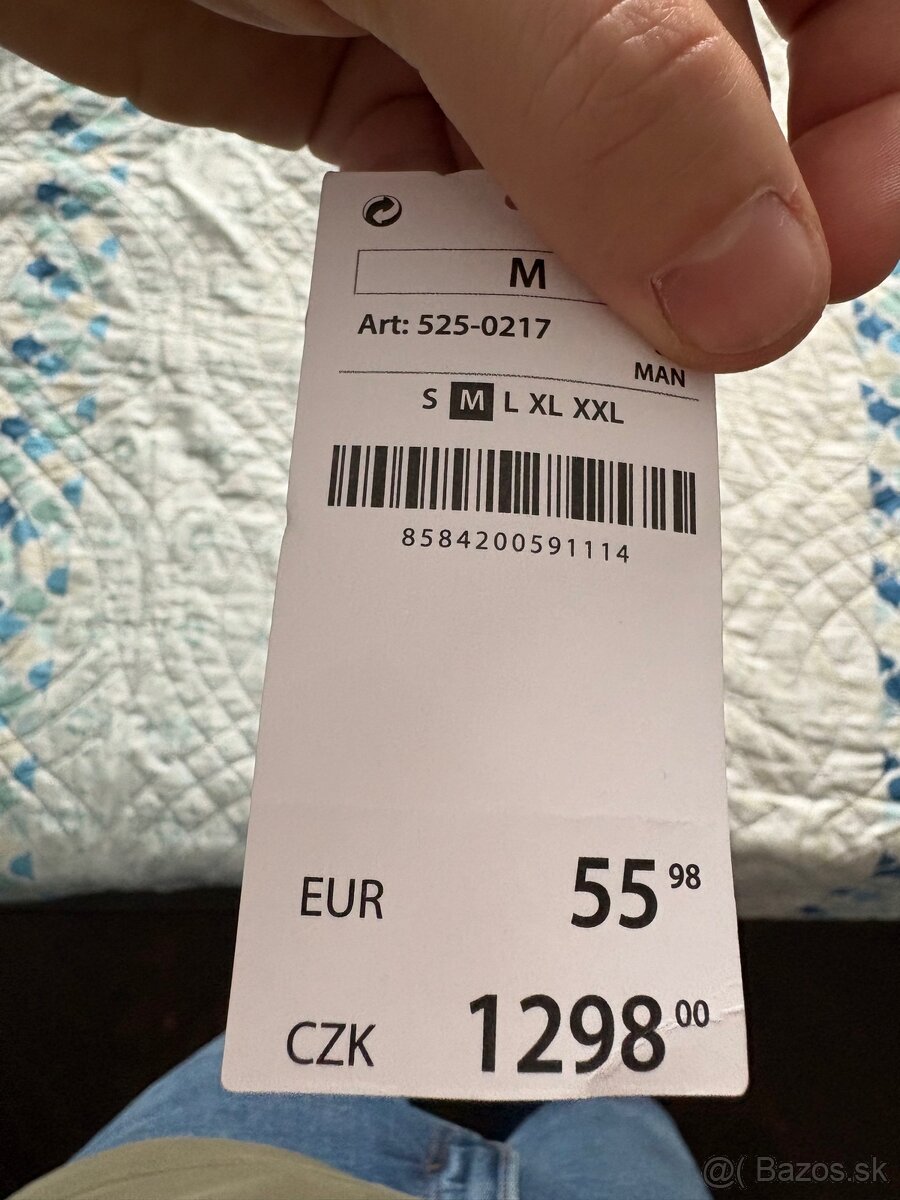 M
Art: 525-0217
MAN
S M L XL XXL
8584200591114
EUR 55 98
CZK 1298 00
@( Bazos.sk